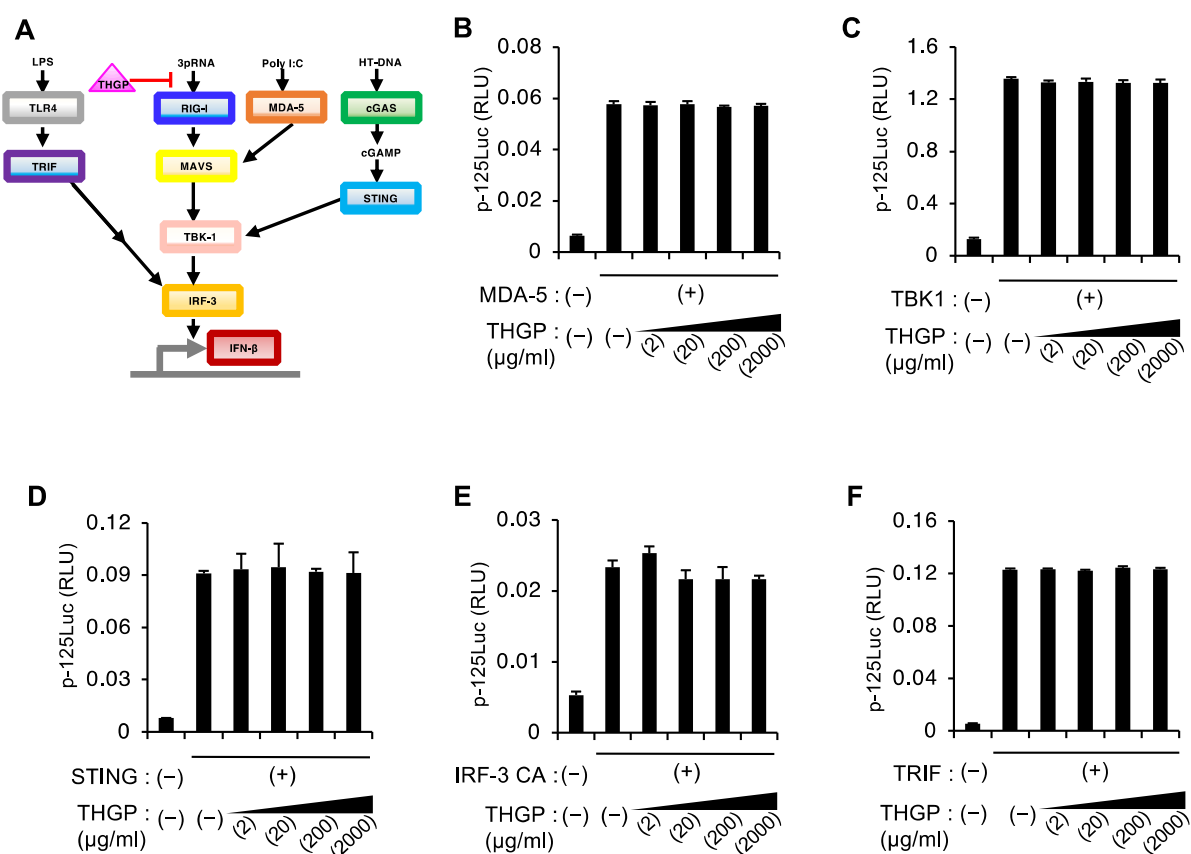 A
LPS
THGP
3pRNA
Poly I:C
HT-DNA
TLR4
RIG-I
MDA-5
cGAS
cGAMP
TRIF
MAVS
STING
TBK-1
IRF-3
IFN-β
B
p-125Luc (RLU)
0.08
0.06
0.04
0.02
0
MDA-5 : (−) (+)
THGP : (−) (−) (2) (20) (200) (2000)
(μg/ml)
C
p-125Luc (RLU)
1.6
1.2
0.8
0.4
0
TBK1 : (−) (+)
THGP : (−) (−) (2) (20) (200) (2000)
(μg/ml)
D
p-125Luc (RLU)
0.12
0.09
0.06
0.03
0
STING : (−) (+)
THGP : (−) (−) (2) (20) (200) (2000)
(μg/ml)
E
p-125Luc (RLU)
0.03
0.02
0.01
0
IRF-3 CA : (−) (+)
THGP : (−) (−) (2) (20) (200) (2000)
(μg/ml)
F
p-125Luc (RLU)
0.16
0.12
0.08
0.04
0
TRIF : (−) (+)
THGP : (−) (−) (2) (20) (200) (2000)
(μg/ml)